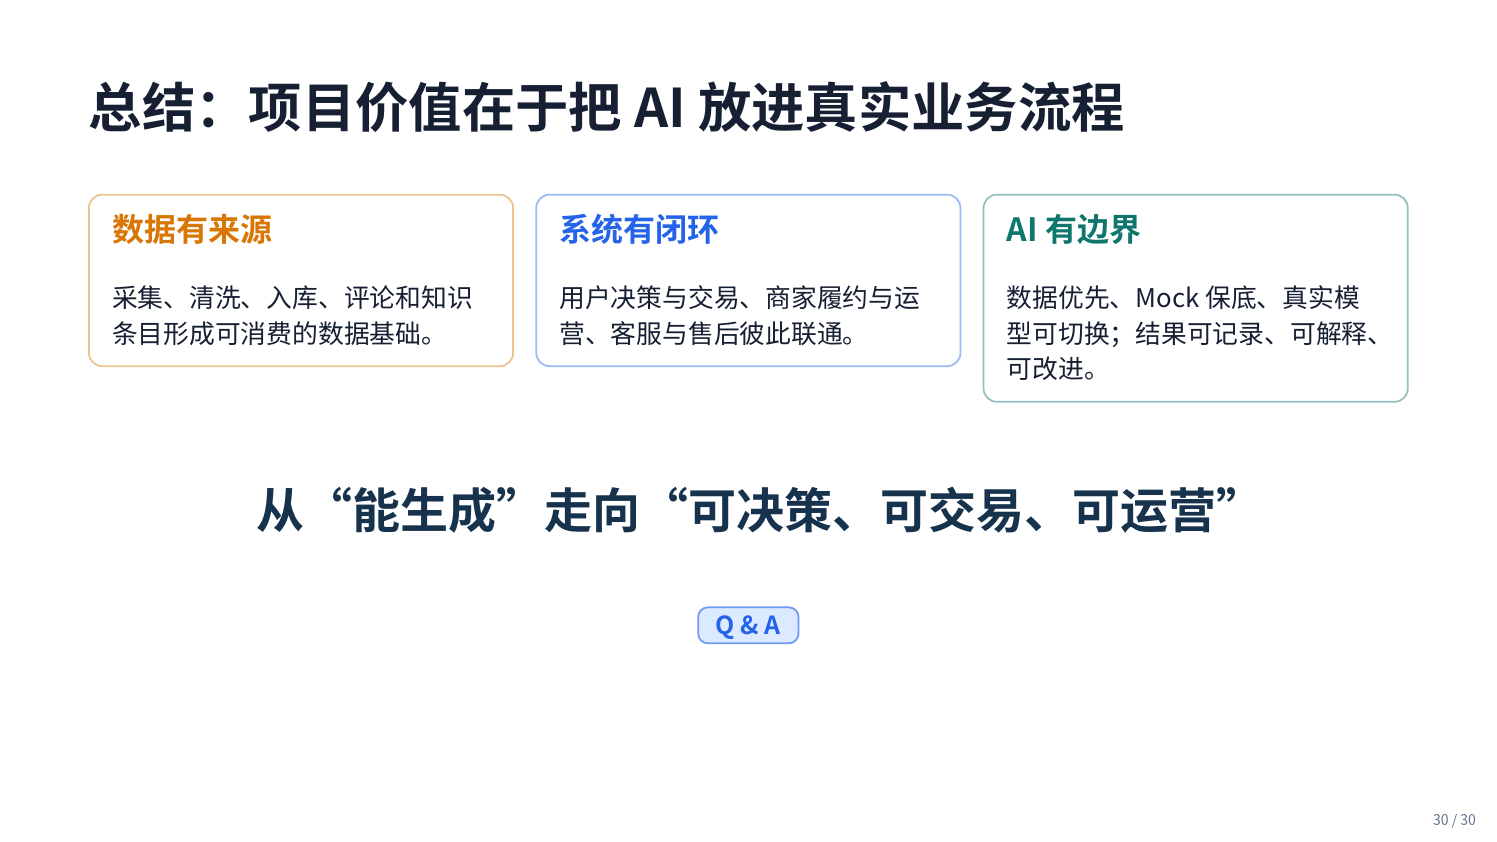 总结：项目价值在于把 AI 放进真实业务流程
数据有来源
采集、清洗、入库、评论和知识
条目形成可消费的数据基础。
系统有闭环
用户决策与交易、商家履约与运
营、客服与售后彼此联通。
AI 有边界
数据优先、Mock 保底、真实模
型可切换；结果可记录、可解释、
可改进。
从“能生成”走向“可决策、可交易、可运营”
Q & A
30 / 30